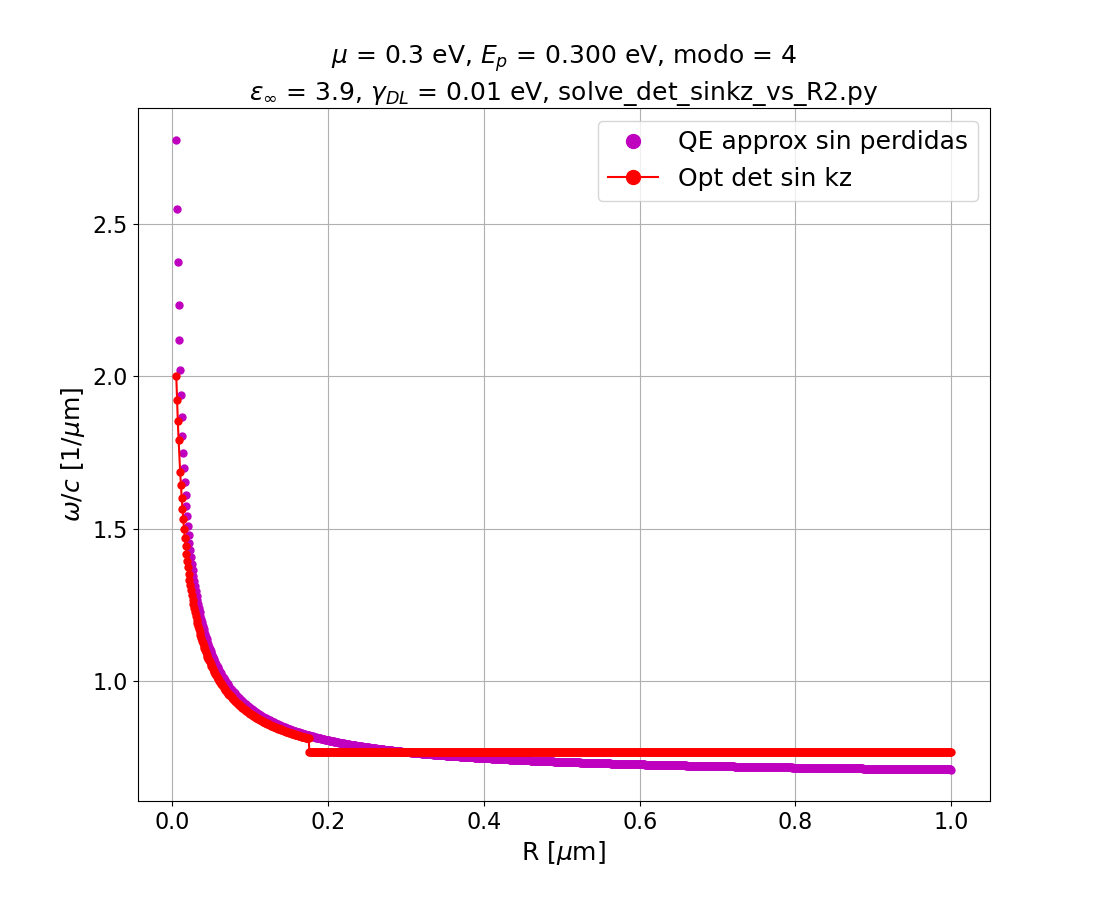 μ = 0.3 eV, E_p = 0.300 eV, modo = 4
ε_∞ = 3.9, γ_DL = 0.01 eV, solve_det_sinkz_vs_R2.py
QE approx sin perdidas
Opt det sin kz
2.5
2.0
1.5
1.0
ω/c [1/μm]
0.0 0.2 0.4 0.6 0.8 1.0
R [μm]